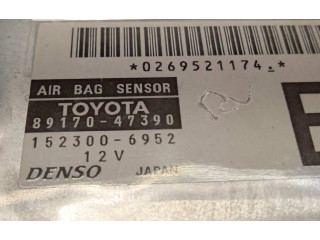 *0269521174.*
AIR BAG SENSOR
TOYOTA
89170-47390
152300-6952
12V
DENSO JAPAN